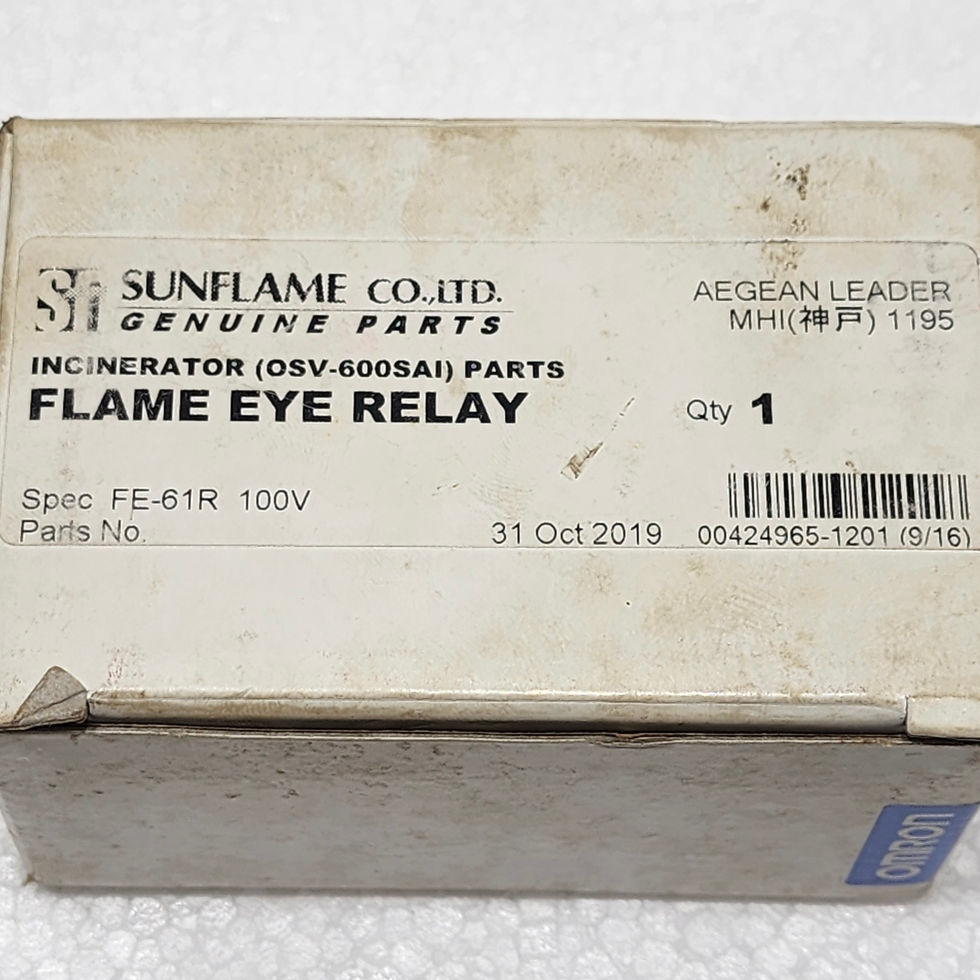 SUNFLAME CO.,LTD.
GENUINE PARTS
AEGEAN LEADER
MHI(神戸) 1195
INCINERATOR (OSV-600SAI) PARTS
FLAME EYE RELAY
Qty 1
Spec FE-61R 100V
Parts No.
31 Oct 2019
00424965-1201 (9/16)
OMRON